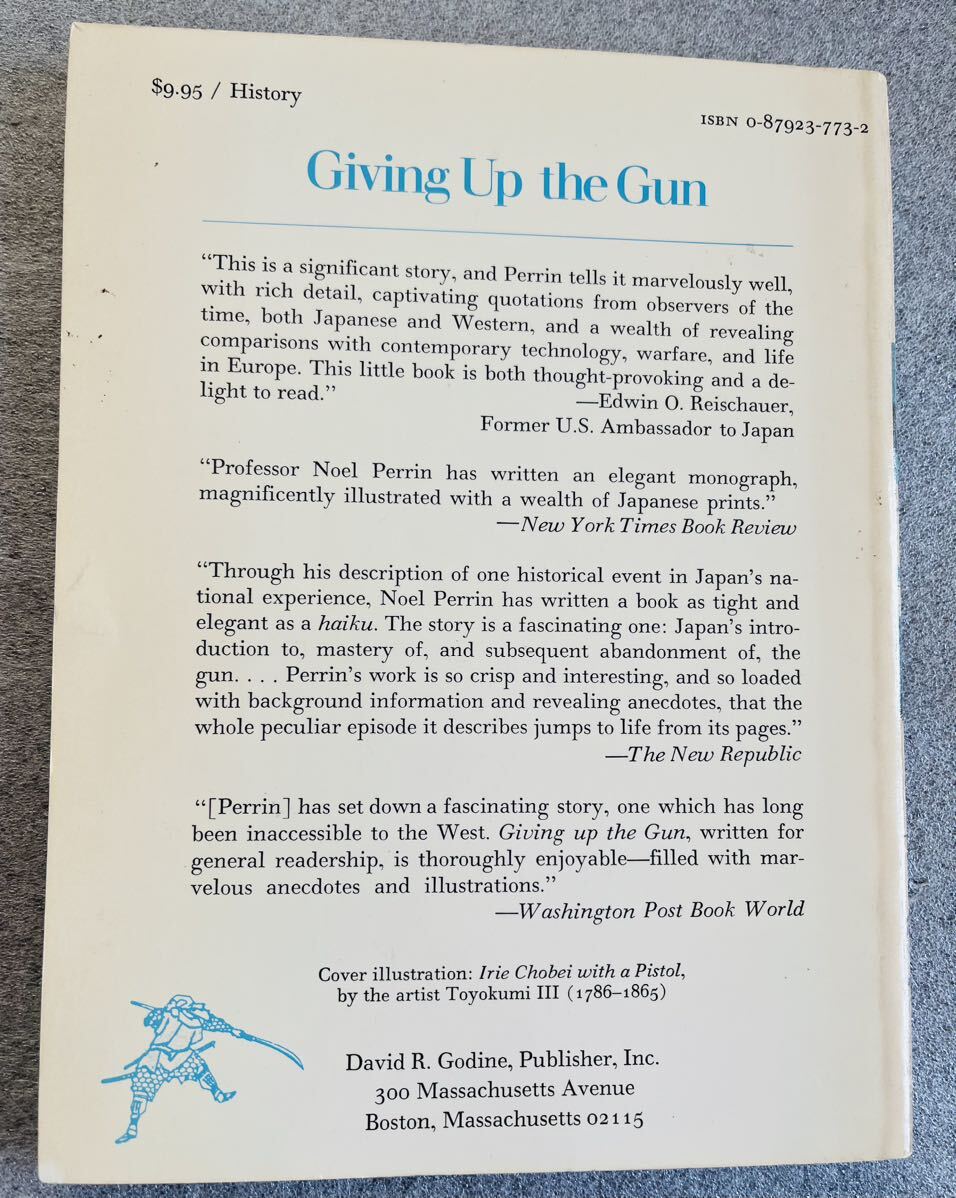 $9.95 / History
ISBN 0-87923-773-2
Giving Up the Gun
“This is a significant story, and Perrin tells it marvelously well,
with rich detail, captivating quotations from observers of the
time, both Japanese and Western, and a wealth of revealing
comparisons with contemporary technology, warfare, and life
in Europe. This little book is both thought-provoking and a de-
light to read.”
—Edwin O. Reischauer,
Former U.S. Ambassador to Japan
“Professor Noel Perrin has written an elegant monograph,
magnificently illustrated with a wealth of Japanese prints.”
—New York Times Book Review
“Through his description of one historical event in Japan’s na-
tional experience, Noel Perrin has written a book as tight and
elegant as a haiku. The story is a fascinating one: Japan’s intro-
duction to, mastery of, and subsequent abandonment of, the
gun. . . . Perrin’s work is so crisp and interesting, and so loaded
with background information and revealing anecdotes, that the
whole peculiar episode it describes jumps to life from its pages.”
—The New Republic
“[Perrin] has set down a fascinating story, one which has long
been inaccessible to the West. Giving up the Gun, written for
general readership, is thoroughly enjoyable—filled with mar-
velous anecdotes and illustrations.”
—Washington Post Book World
Cover illustration: Irie Chobei with a Pistol,
by the artist Toyokumi III (1786–1865)
David R. Godine, Publisher, Inc.
300 Massachusetts Avenue
Boston, Massachusetts 02115